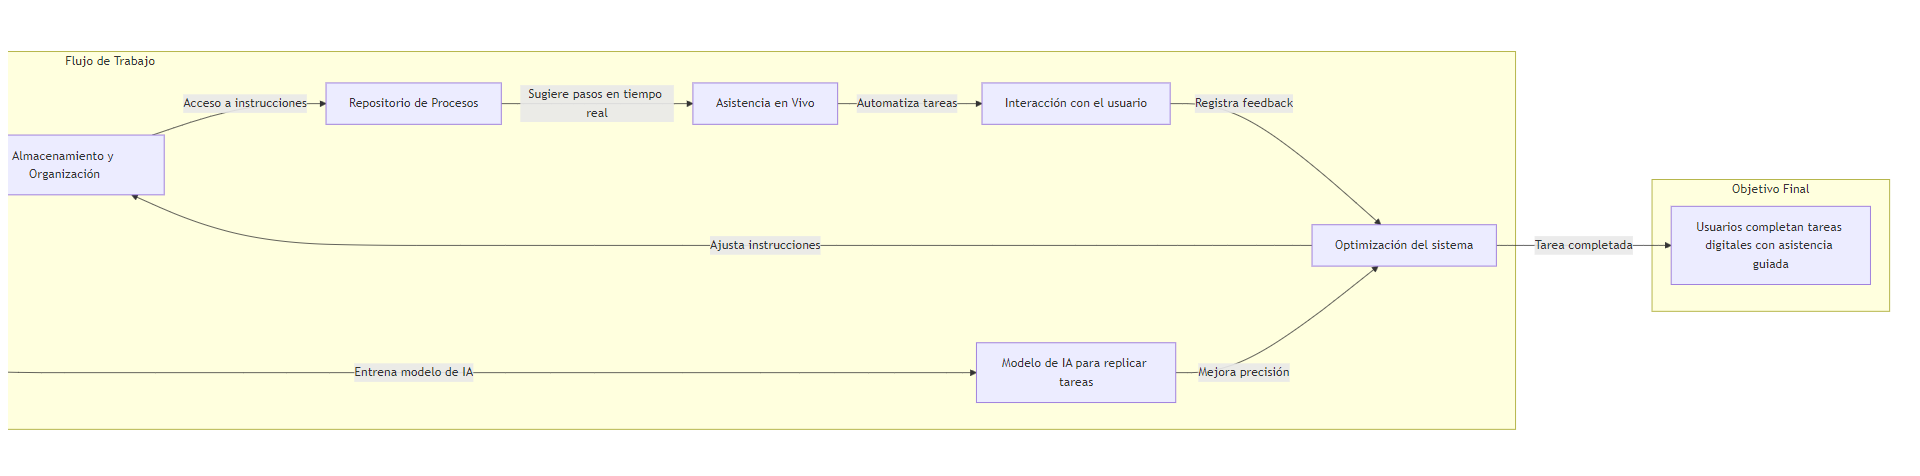 Flujo de Trabajo
Acceso a instrucciones
Repositorio de Procesos
Sugiere pasos en tiempo
real
Asistencia en Vivo
Automatiza tareas
Interacción con el usuario
Registra feedback
Almacenamiento y
Organización
Ajusta instrucciones
Optimización del sistema
Tarea completada
Objetivo Final
Usuarios completan tareas
digitales con asistencia
guiada
Entrena modelo de IA
Modelo de IA para replicar
tareas
Mejora precisión